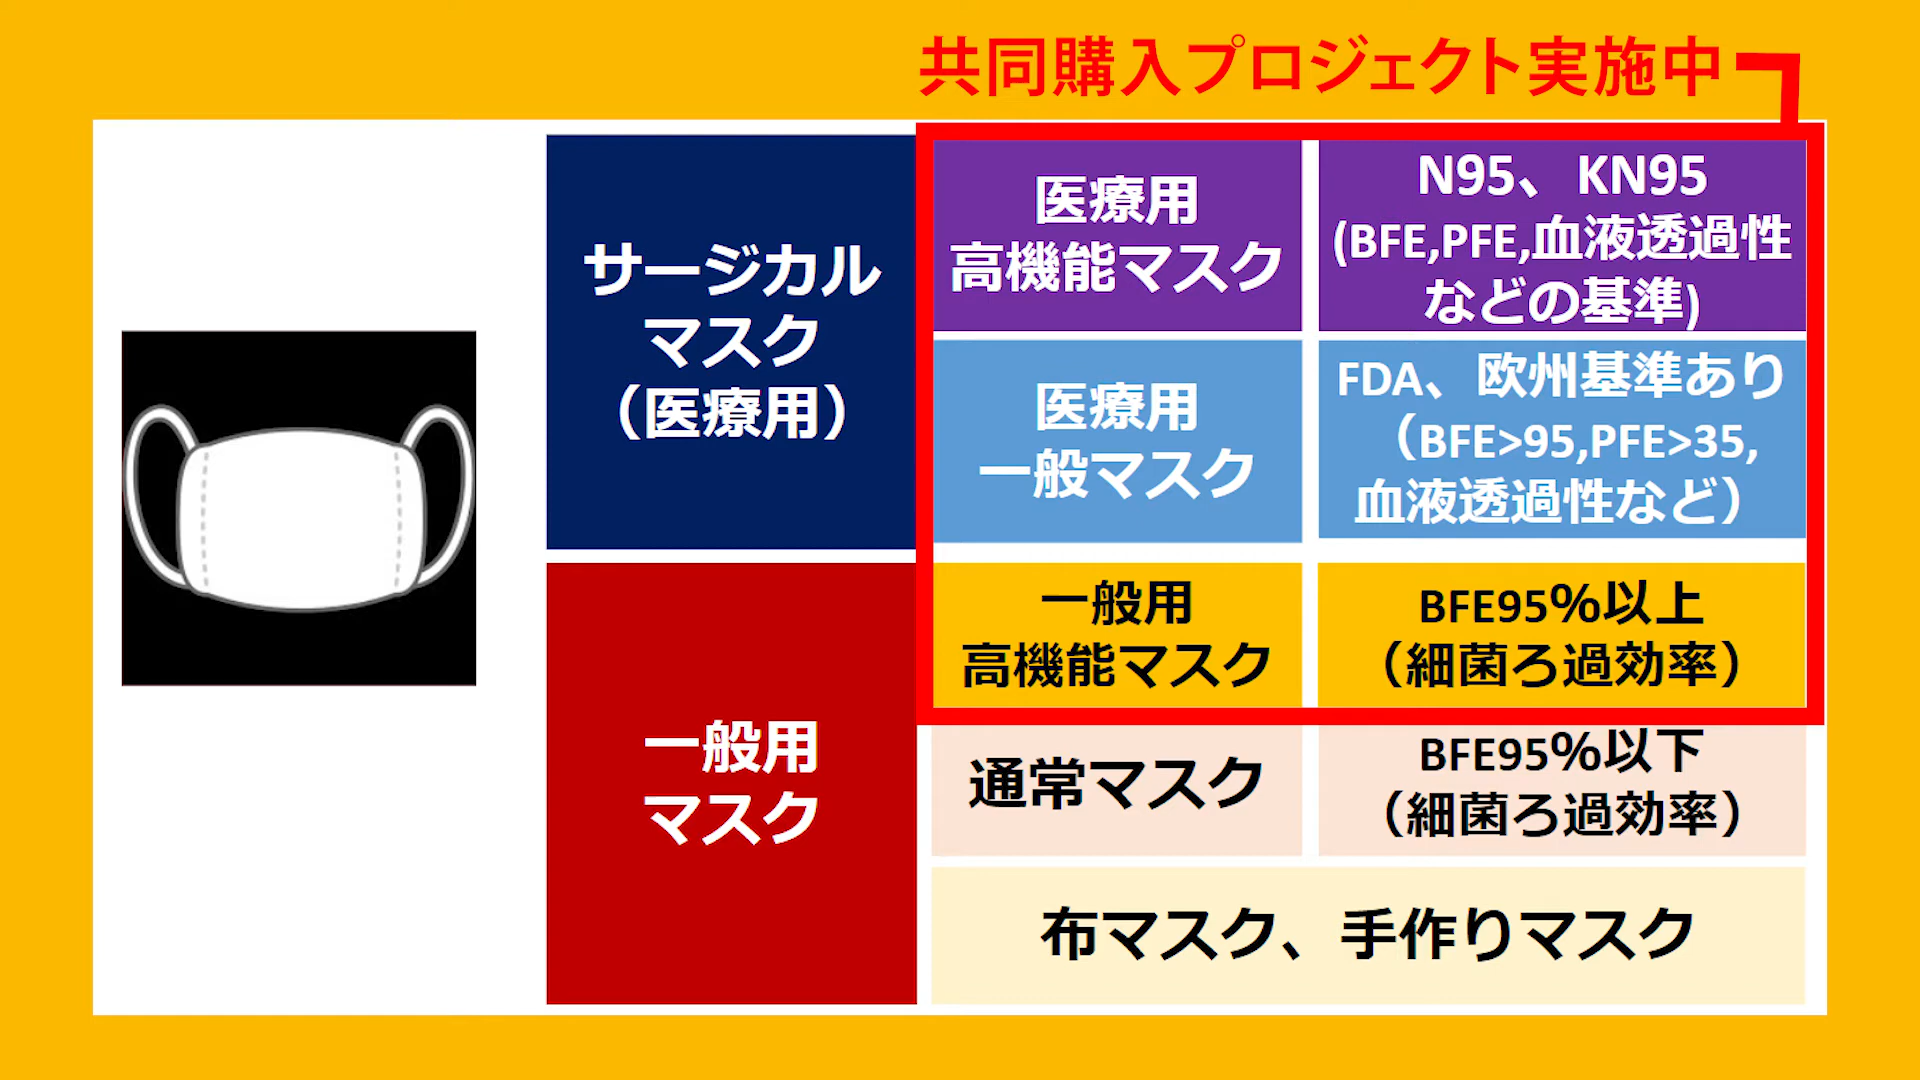 共同購入プロジェクト実施中
サージカル
マスク
（医療用）
医療用
高機能マスク
N95、KN95
(BFE,PFE,血液透過性
などの基準)
医療用
一般マスク
FDA、欧州基準あり
（BFE>95,PFE>35,
血液透過性など）
一般用
マスク
一般用
高機能マスク
BFE95%以上
（細菌ろ過効率）
通常マスク
BFE95%以下
（細菌ろ過効率）
布マスク、手作りマスク